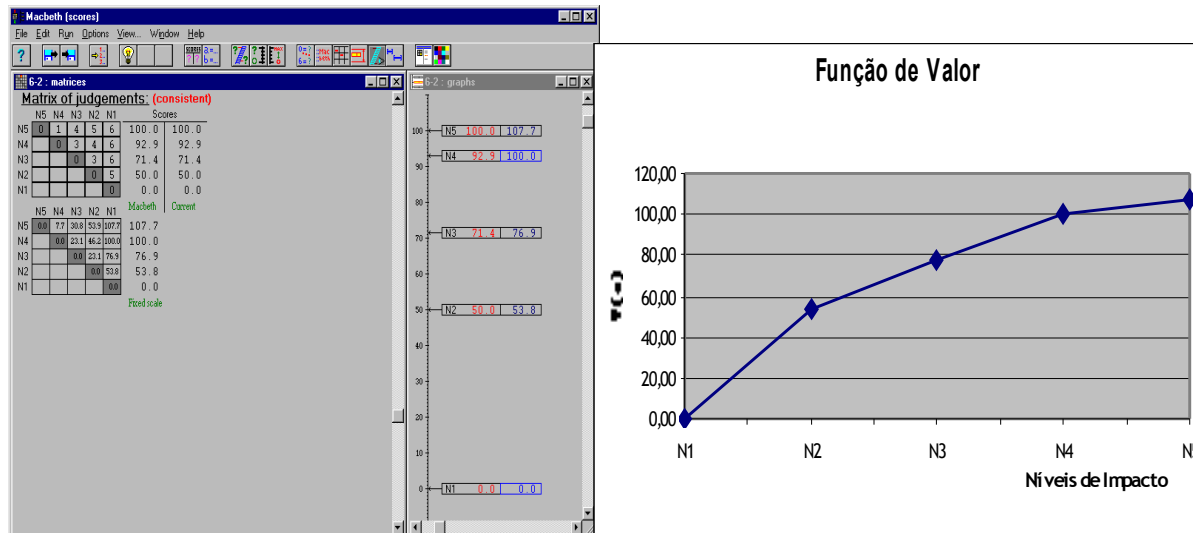 Macbeth (scores)
File Edit Run Options View... Window Help
6-2 : matrices
Matrix of judgements: (consistent)
N5 N4 N3 N2 N1 Scores
N5 0 1 4 5 6 100.0 100.0
N4 0 3 4 6 92.9 92.9
N3 0 3 6 71.4 71.4
N2 0 5 50.0 50.0
N1 0 0.0 0.0
Macbeth Current
N5 N4 N3 N2 N1
N5 0.0 7.7 30.8 53.9 107.7 107.7
N4 0.0 23.1 46.2 100.0 100.0
N3 0.0 23.1 76.9 76.9
N2 0.0 53.8 53.8
N1 0.0 0.0
Fixed scale
6-2 : graphs
100 N5 100.0 107.7
N4 92.9 100.0
90
80
70 N3 71.4 76.9
60
50 N2 50.0 53.8
40
30
20
10
0 N1 0.0 0.0
Função de Valor
120,00
100,00
80,00
60,00
40,00
20,00
0,00
N1 N2 N3 N4
Níveis de Impacto